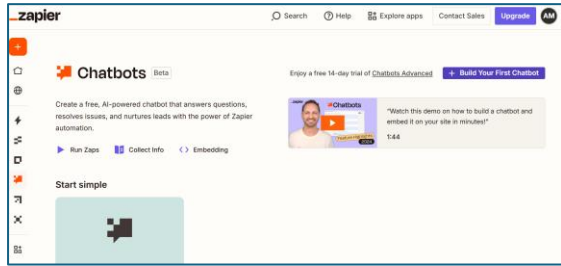 _zapier
Search
Help
Explore apps
Contact Sales
Upgrade
AM
Chatbots Beta
Enjoy a free 14-day trial of Chatbots Advanced
+ Build Your First Chatbot
Create a free, AI-powered chatbot that answers questions,
resolves issues, and nurtures leads with the power of Zapier
automation.
Run Zaps
Collect Info
Embedding
Chatbots
"Watch this demo on how to build a chatbot and
embed it on your site in minutes!"
1:44
Start simple